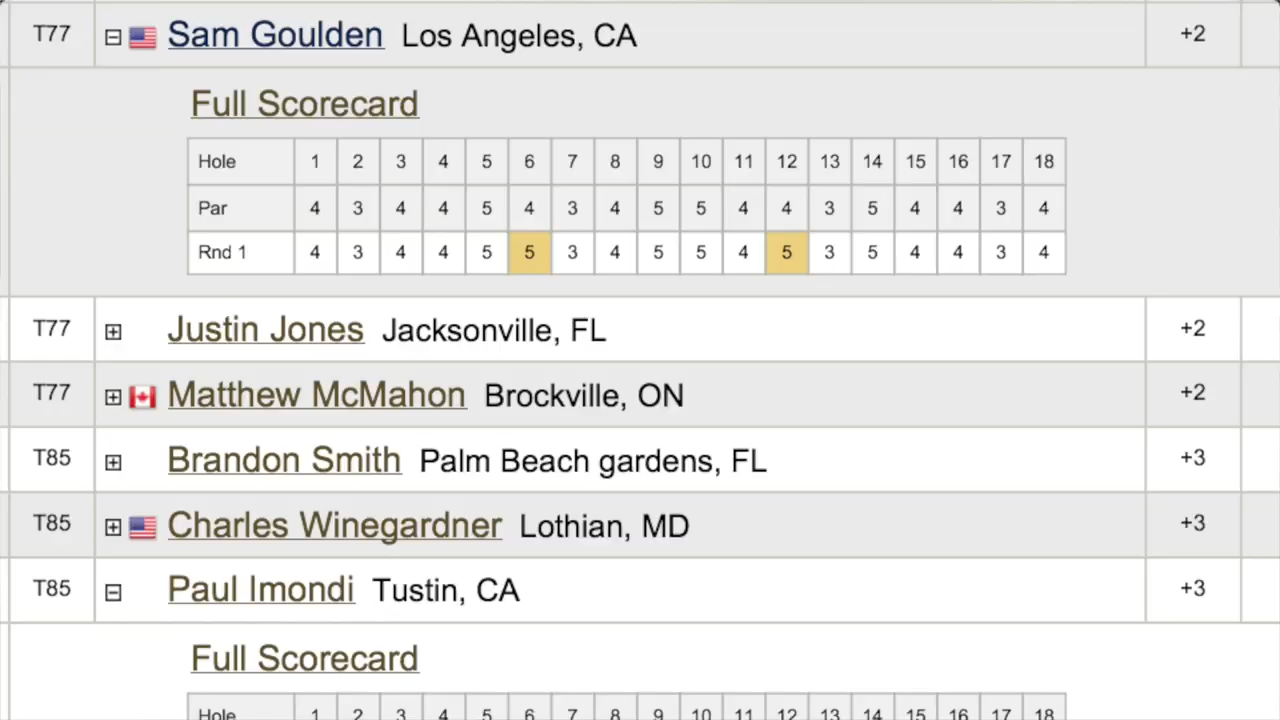 T77 Sam Goulden Los Angeles, CA +2
Full Scorecard
Hole 1 2 3 4 5 6 7 8 9 10 11 12 13 14 15 16 17 18
Par 4 3 4 4 5 4 3 4 5 5 4 4 3 5 4 4 3 4
Rnd 1 4 3 4 4 5 5 3 4 5 5 4 5 3 5 4 4 3 4
T77 Justin Jones Jacksonville, FL +2
T77 Matthew McMahon Brockville, ON +2
T85 Brandon Smith Palm Beach gardens, FL +3
T85 Charles Winegardner Lothian, MD +3
T85 Paul Imondi Tustin, CA +3
Full Scorecard
Hole 1 2 3 4 5 6 7 8 9 10 11 12 13 14 15 16 17 18